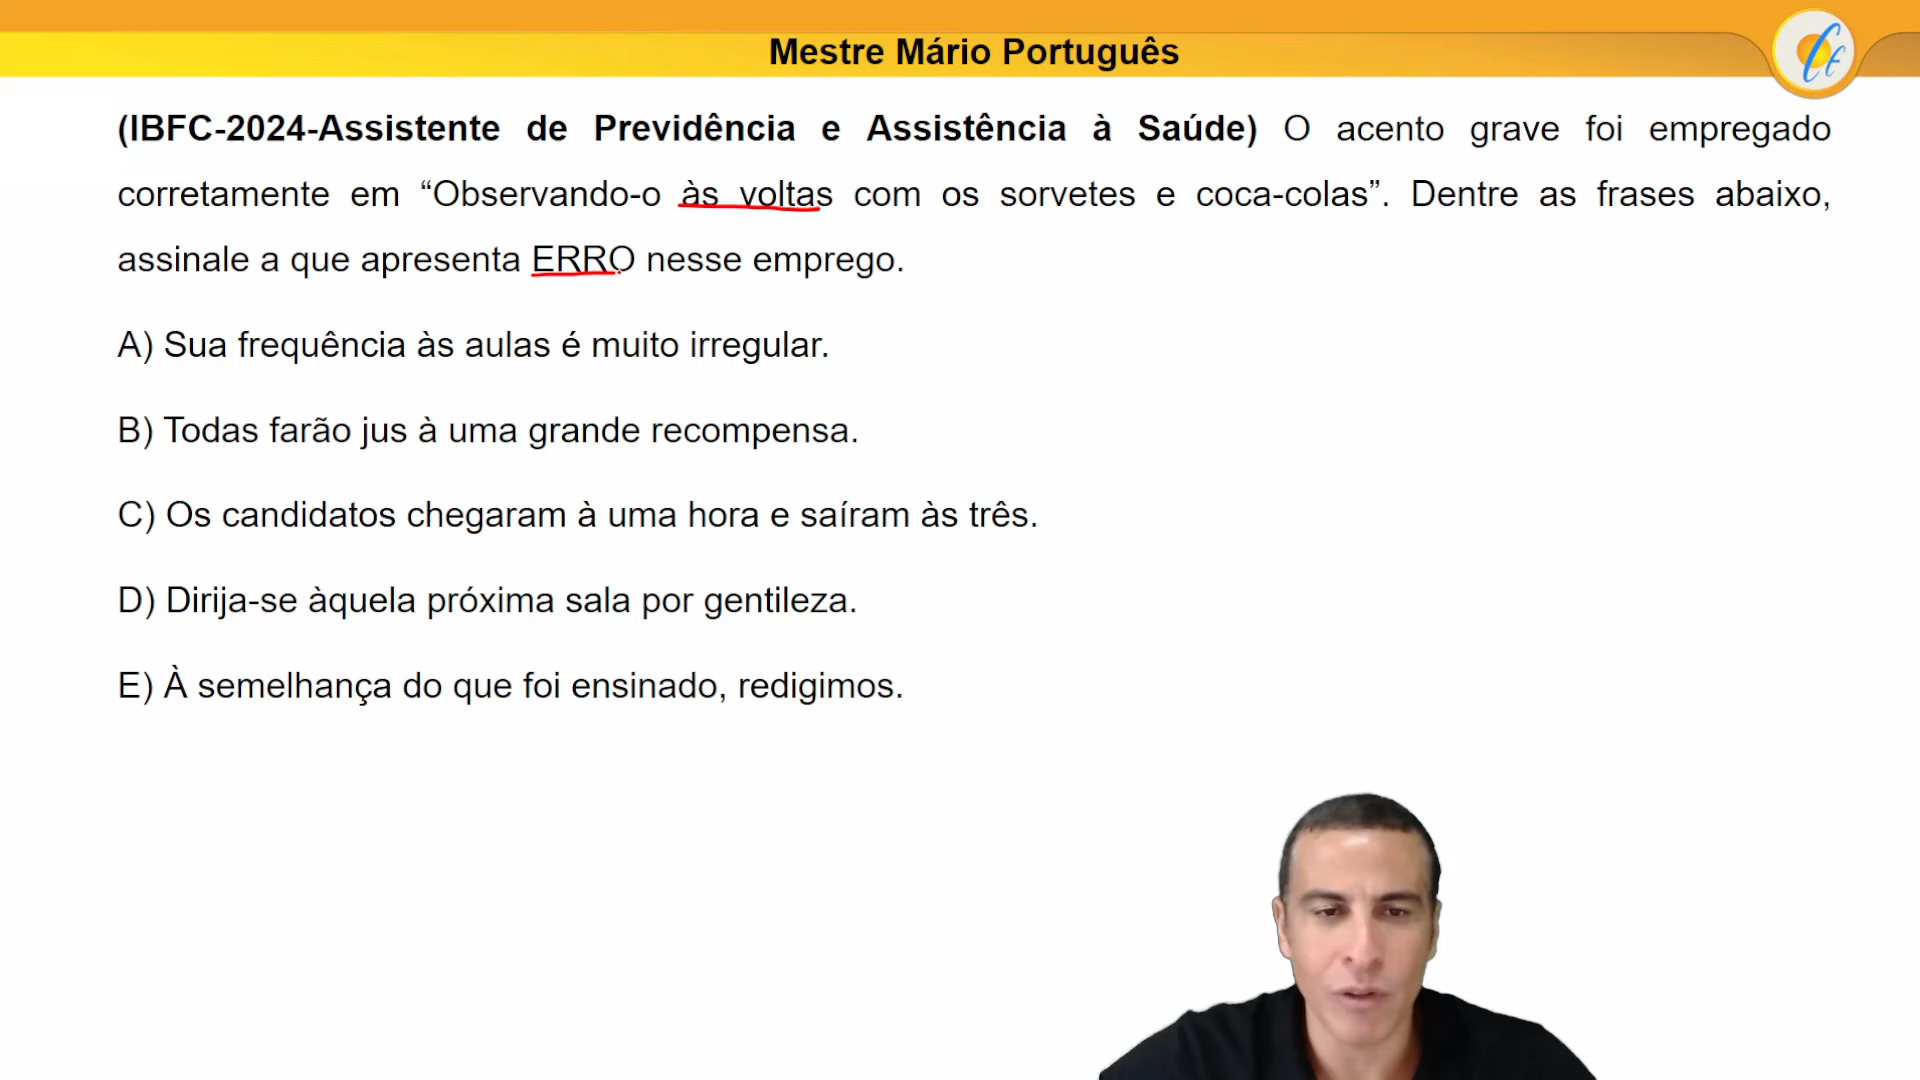 Mestre Mário Português
(IBFC-2024-Assistente de Previdência e Assistência à Saúde) O acento grave foi empregado
corretamente em “Observando-o às voltas com os sorvetes e coca-colas”. Dentre as frases abaixo,
assinale a que apresenta ERRO nesse emprego.
A) Sua frequência às aulas é muito irregular.
B) Todas farão jus à uma grande recompensa.
C) Os candidatos chegaram à uma hora e saíram às três.
D) Dirija-se àquela próxima sala por gentileza.
E) À semelhança do que foi ensinado, redigimos.